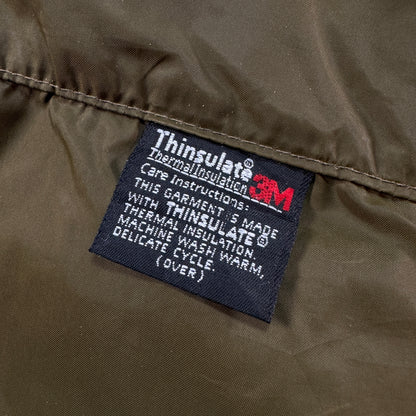 Thinsulate®
Thermal Insulation 3M
Care Instructions:
THIS GARMENT IS MADE
WITH THINSULATE®
THERMAL INSULATION.
MACHINE WASH WARM,
DELICATE CYCLE.
(OVER)